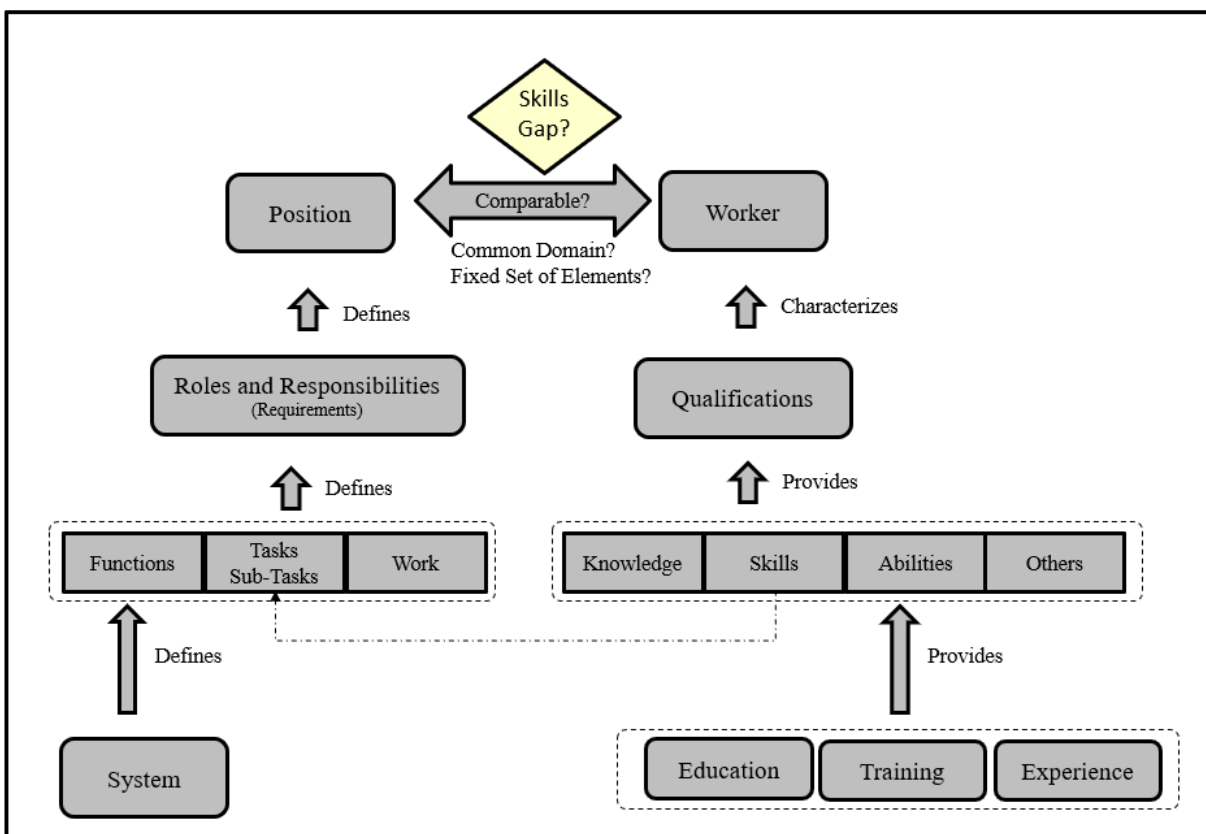 Skills
Gap?
Position
Comparable?
Worker
Common Domain?
Fixed Set of Elements?
Defines
Characterizes
Roles and Responsibilities
(Requirements)
Qualifications
Defines
Provides
Functions
Tasks
Sub-Tasks
Work
Knowledge
Skills
Abilities
Others
Defines
Provides
System
Education
Training
Experience